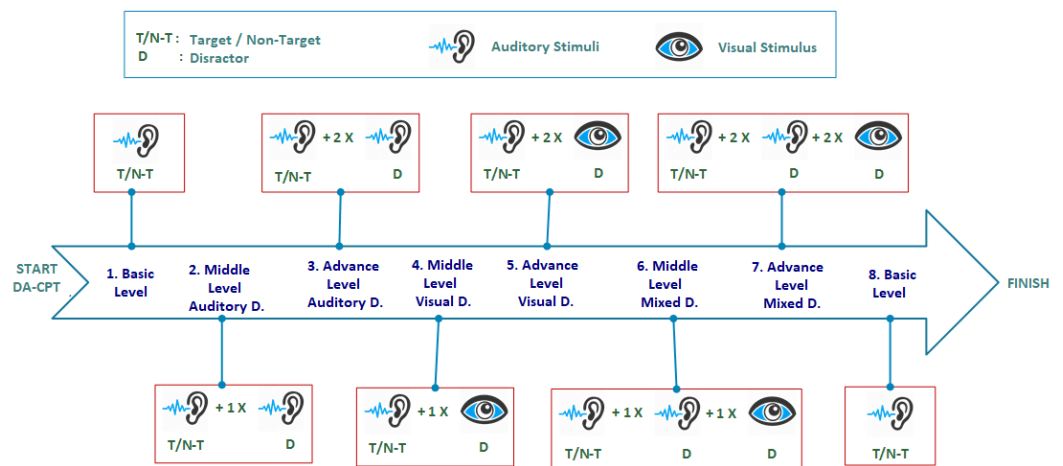 T/N-T : Target / Non-Target
D : Disractor
Auditory Stimuli
Visual Stimulus
T/N-T
+ 2 X
T/N-T D
+ 2 X
T/N-T D
+ 2 X + 2 X
T/N-T D D
START
DA-CPT .
1. Basic
Level
2. Middle
Level
Auditory D.
3. Advance
Level
Auditory D.
4. Middle
Level
Visual D.
5. Advance
Level
Visual D.
6. Middle
Level
Mixed D.
7. Advance
Level
Mixed D.
8. Basic
Level
FINISH
+ 1 X
T/N-T D
+1 X
T/N-T D
+1 X + 1 X
T/N-T D D
T/N-T